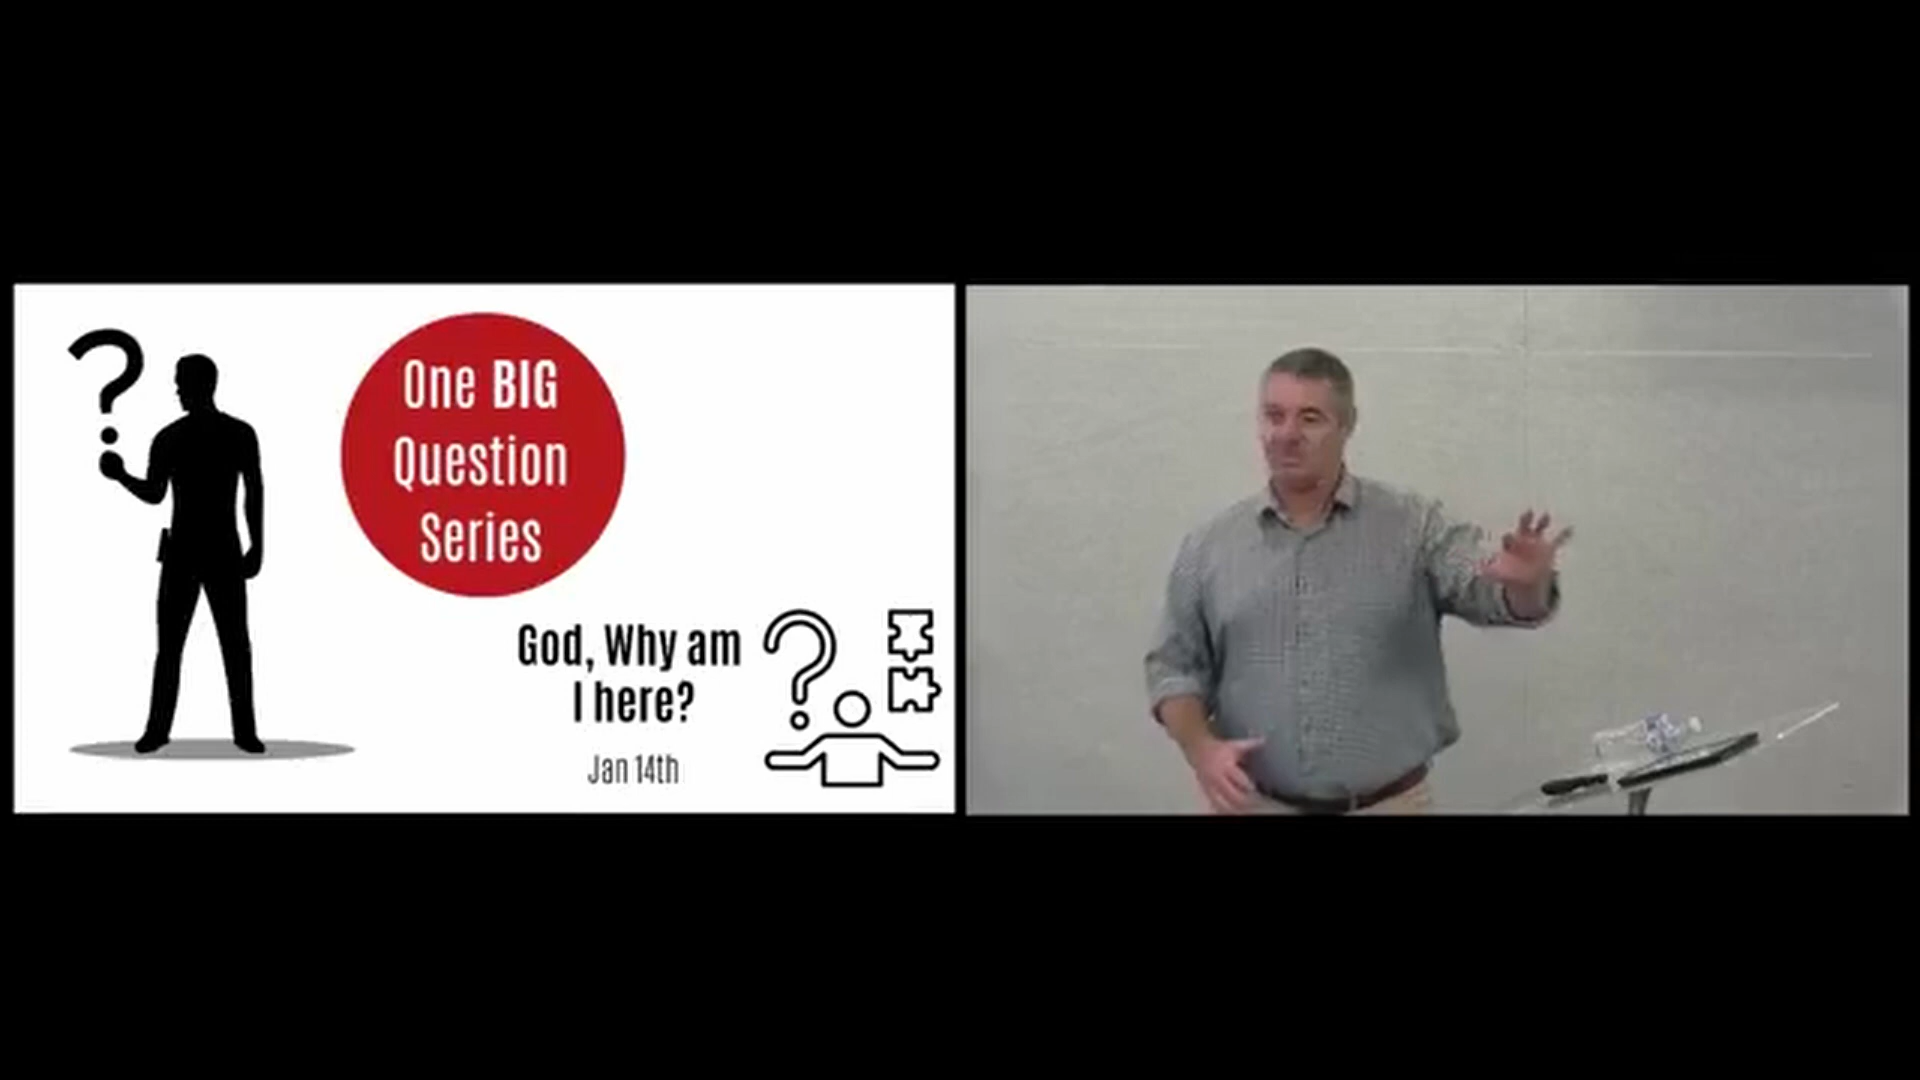 One BIG
Question
Series
God, Why am
I here?
Jan 14th